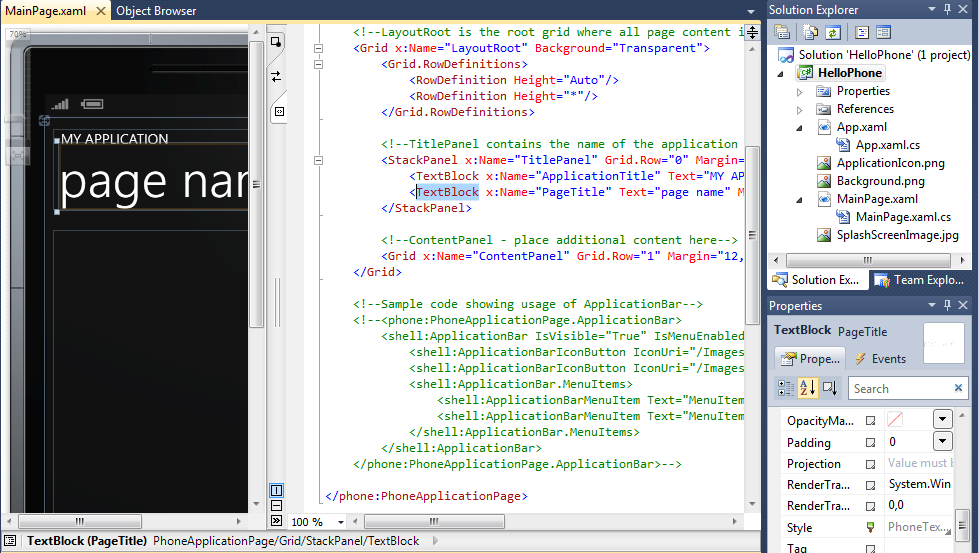 MainPage.xaml
Object Browser
70%
MY APPLICATION
page nan
<!--LayoutRoot is the root grid where all page content i
<Grid x:Name="LayoutRoot" Background="Transparent">
<Grid.RowDefinitions>
<RowDefinition Height="Auto"/>
<RowDefinition Height="*"/>
</Grid.RowDefinitions>
<!--TitlePanel contains the name of the application
<StackPanel x:Name="TitlePanel" Grid.Row="0" Margin=
<TextBlock x:Name="ApplicationTitle" Text="MY AP
<TextBlock x:Name="PageTitle" Text="page name" M
</StackPanel>
<!--ContentPanel - place additional content here-->
<Grid x:Name="ContentPanel" Grid.Row="1" Margin="12,
</Grid>
<!--Sample code showing usage of ApplicationBar-->
<!--<phone:PhoneApplicationPage.ApplicationBar>
<shell:ApplicationBar IsVisible="True" IsMenuEnabled
<shell:ApplicationBarIconButton IconUri="/Images
<shell:ApplicationBarIconButton IconUri="/Images
<shell:ApplicationBar.MenuItems>
<shell:ApplicationBarMenuItem Text="MenuItem
<shell:ApplicationBarMenuItem Text="MenuItem
</shell:ApplicationBar.MenuItems>
</shell:ApplicationBar>
</phone:PhoneApplicationPage.ApplicationBar>-->
</phone:PhoneApplicationPage>
100 %
TextBlock (PageTitle) PhoneApplicationPage/Grid/StackPanel/TextBlock
Solution Explorer
Solution 'HelloPhone' (1 project)
HelloPhone
Properties
References
App.xaml
App.xaml.cs
ApplicationIcon.png
Background.png
MainPage.xaml
MainPage.xaml.cs
SplashScreenImage.jpg
Solution Ex...
Team Explo...
Properties
TextBlock PageTitle
Prope...
Events
Search
OpacityMa...
Padding 0
Projection Value must b
RenderTra... System.Win
RenderTra... 0,0
Style PhoneTex...
Tag